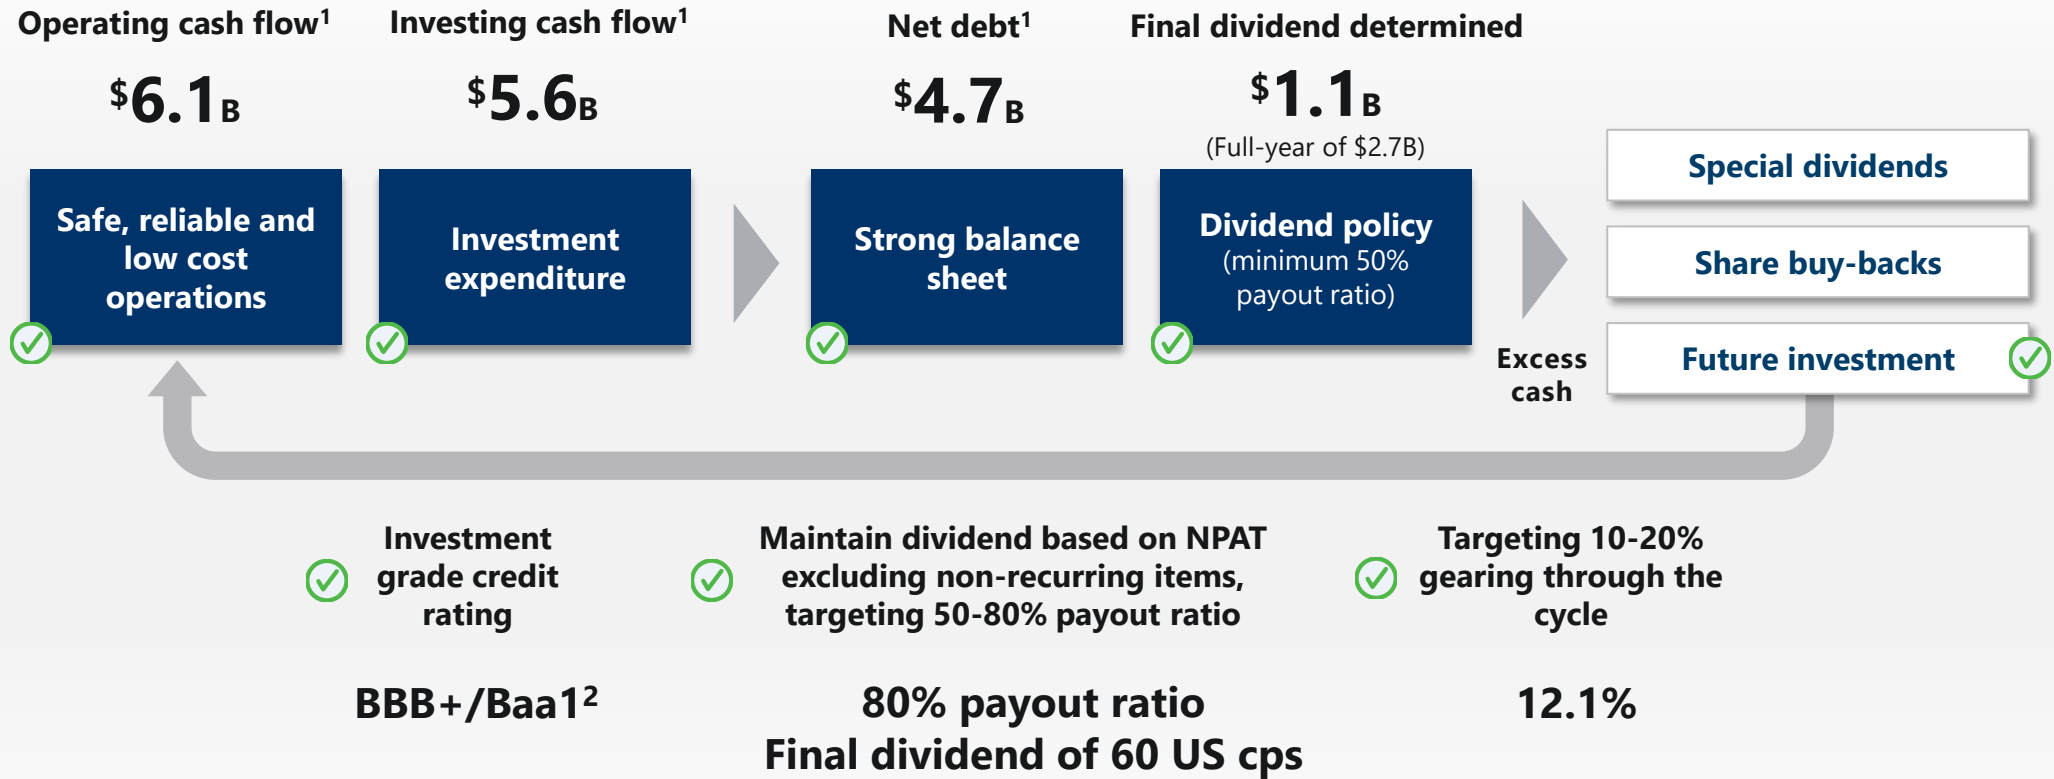 Operating cash flow¹
Investing cash flow¹
Net debt¹
Final dividend determined
$6.1B
$5.6B
$4.7B
$1.1B
(Full-year of $2.7B)
Safe, reliable and
low cost
operations
Investment
expenditure
Strong balance
sheet
Dividend policy
(minimum 50%
payout ratio)
Excess
cash
Special dividends
Share buy-backs
Future investment
Investment
grade credit
rating
BBB+/Baa1²
Maintain dividend based on NPAT
excluding non-recurring items,
targeting 50-80% payout ratio
80% payout ratio
Final dividend of 60 US cps
Targeting 10-20%
gearing through the
cycle
12.1%